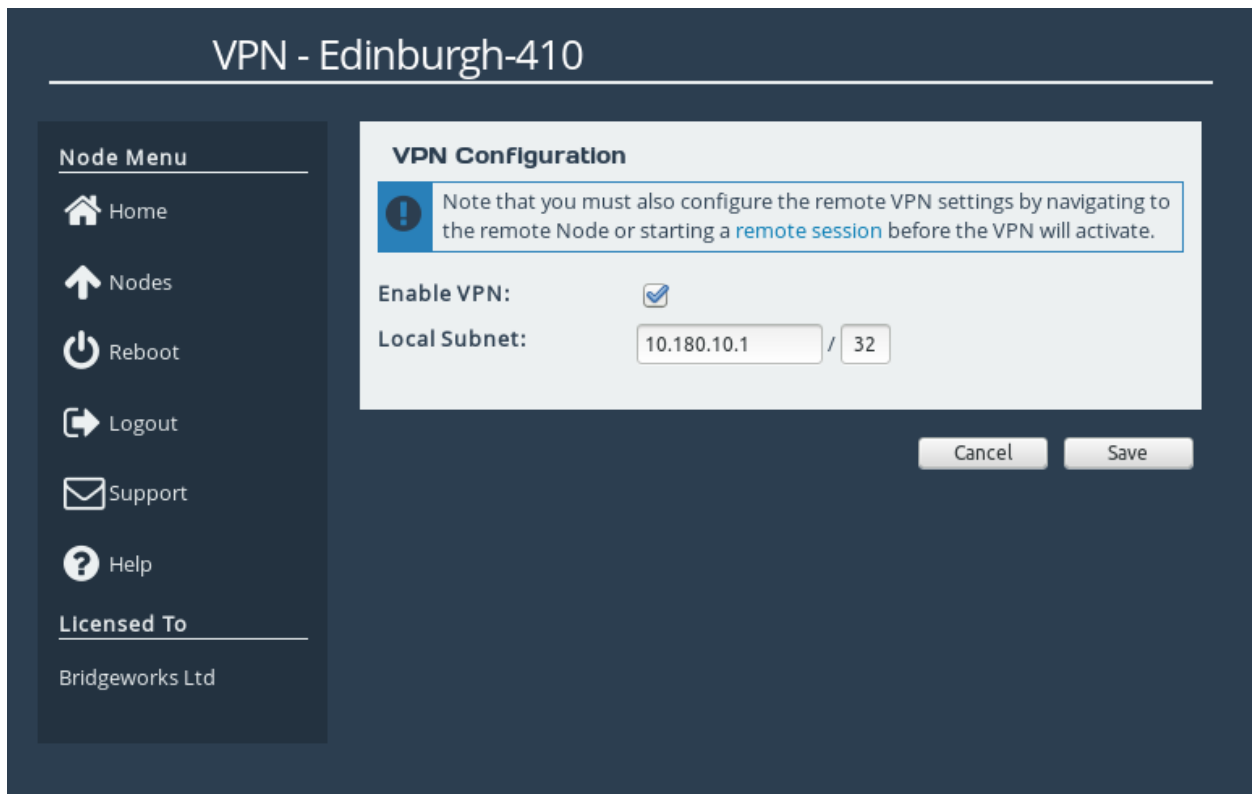 VPN - Edinburgh-410
Node Menu
Home
Nodes
Reboot
Logout
Support
Help
Licensed To
Bridgeworks Ltd
VPN Configuration
Note that you must also configure the remote VPN settings by navigating to
the remote Node or starting a remote session before the VPN will activate.
Enable VPN:
Local Subnet: 10.180.10.1 / 32
Cancel Save